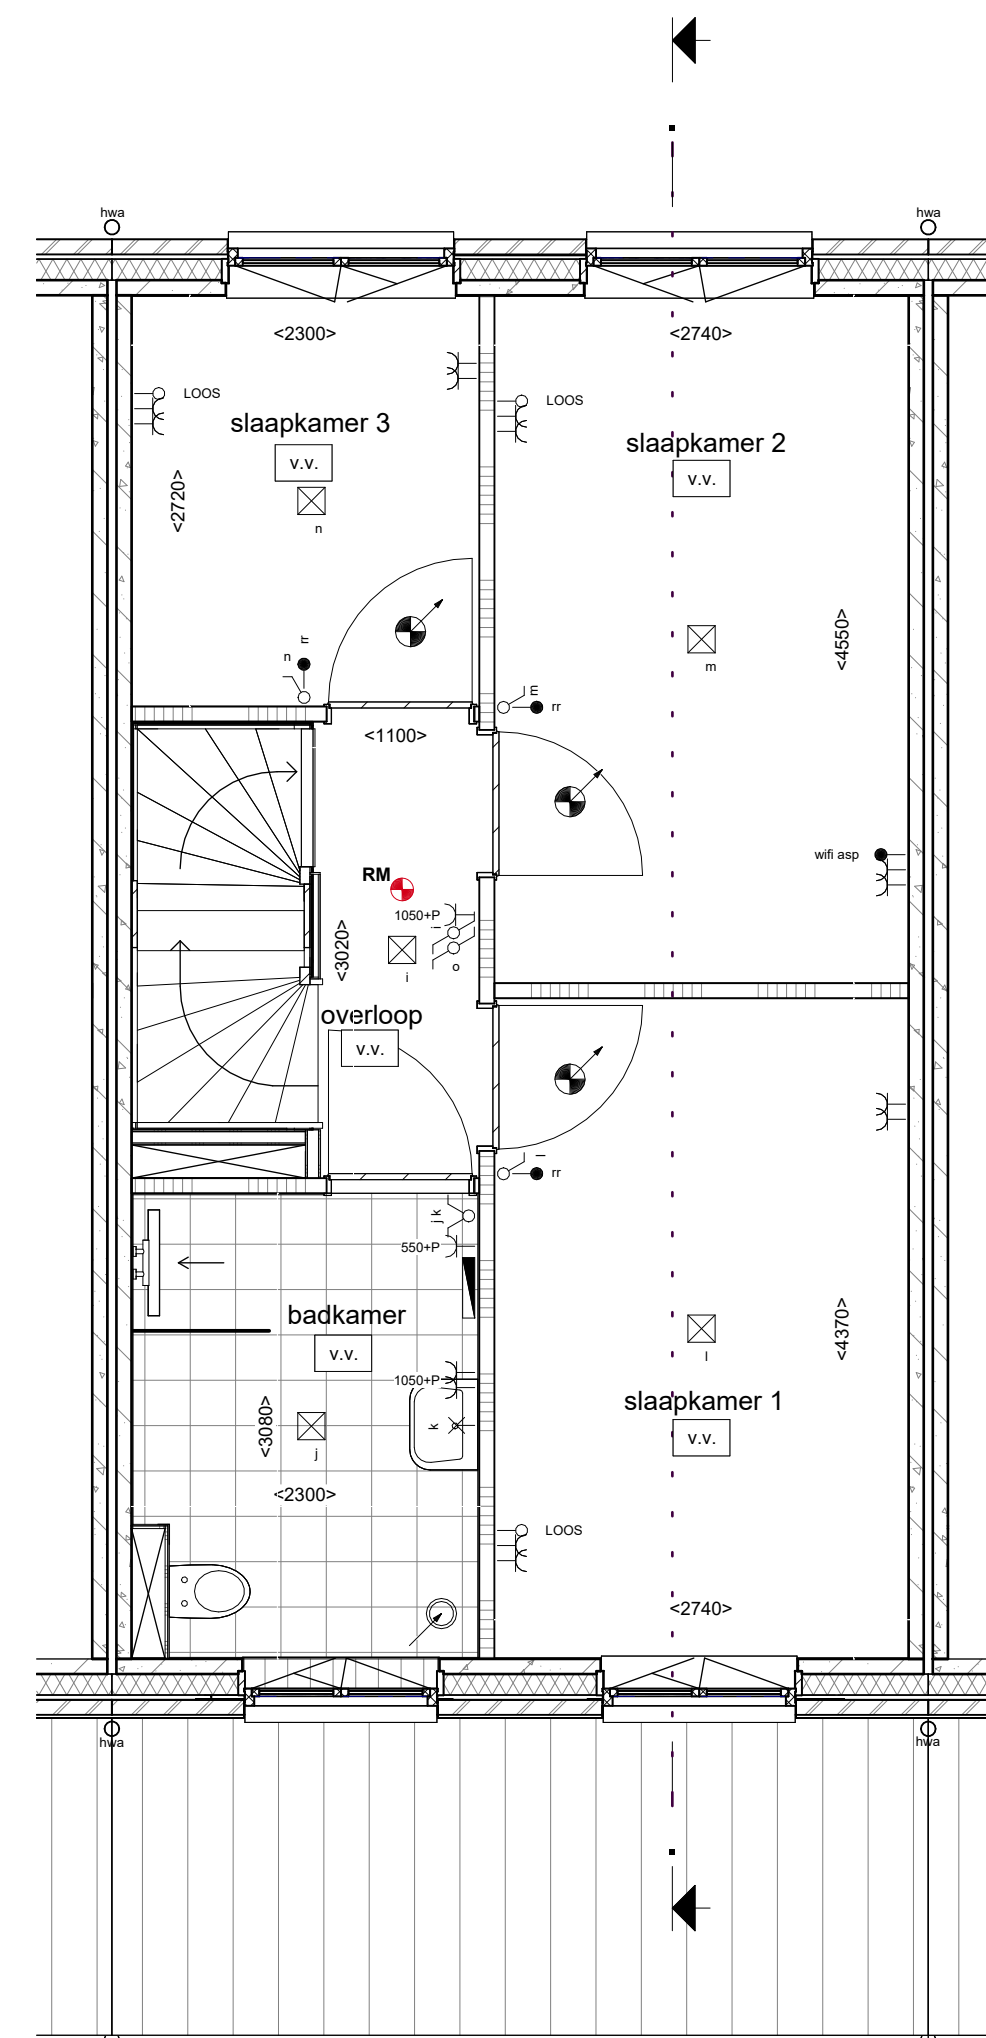 hwa
hwa
<2300>
<2740>
LOOS
LOOS
slaapkamer 3
slaapkamer 2
v.v.
v.v.
<2720>
n
<4550>
rr
n
m
m
rr
<1100>
wifi asp
RM
1050+P
i
<3020>
o
i
overloop
v.v.
l
rr
j k
550+P
badkamer
v.v.
<4370>
l
1050+P
slaapkamer 1
<3080>
k
v.v.
j
<2300>
LOOS
<2740>
hwa
hwa